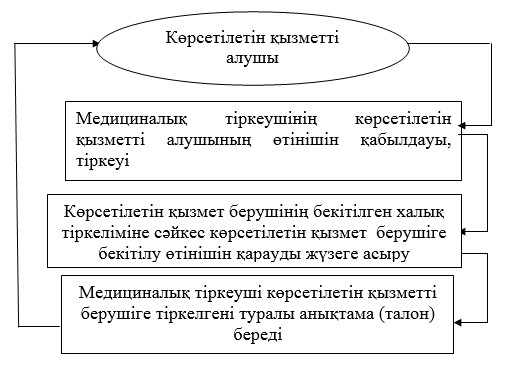 Көрсетілетін қызметті
алушы
Медициналық тіркеушінің көрсетілетін
қызметті алушының өтінішін қабылдауы,
тіркеуі
Көрсетілетін қызмет берушінің бекітілген халық
тіркеліміне сәйкес көрсетілетін қызмет берушіге
бекітілу өтінішін қарауды жүзеге асыру
Медициналық тіркеуші көрсетілетін қызметті
берушіге тіркелгені туралы анықтама (талон)
береді